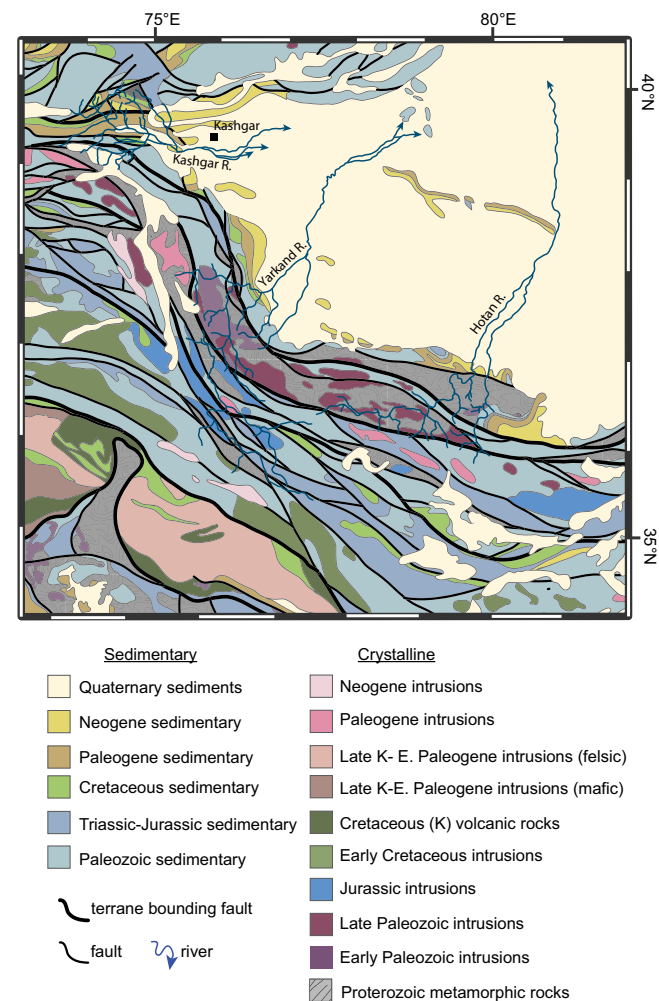 75°E 80°E
40°N
Kashgar
Kashgar R.
Yarkand R.
Hotan R.
35°N
Sedimentary
Quaternary sediments
Neogene sedimentary
Paleogene sedimentary
Cretaceous sedimentary
Triassic-Jurassic sedimentary
Paleozoic sedimentary
terrane bounding fault
fault river
Crystalline
Neogene intrusions
Paleogene intrusions
Late K- E. Paleogene intrusions (felsic)
Late K-E. Paleogene intrusions (mafic)
Cretaceous (K) volcanic rocks
Early Cretaceous intrusions
Jurassic intrusions
Late Paleozoic intrusions
Early Paleozoic intrusions
Proterozoic metamorphic rocks